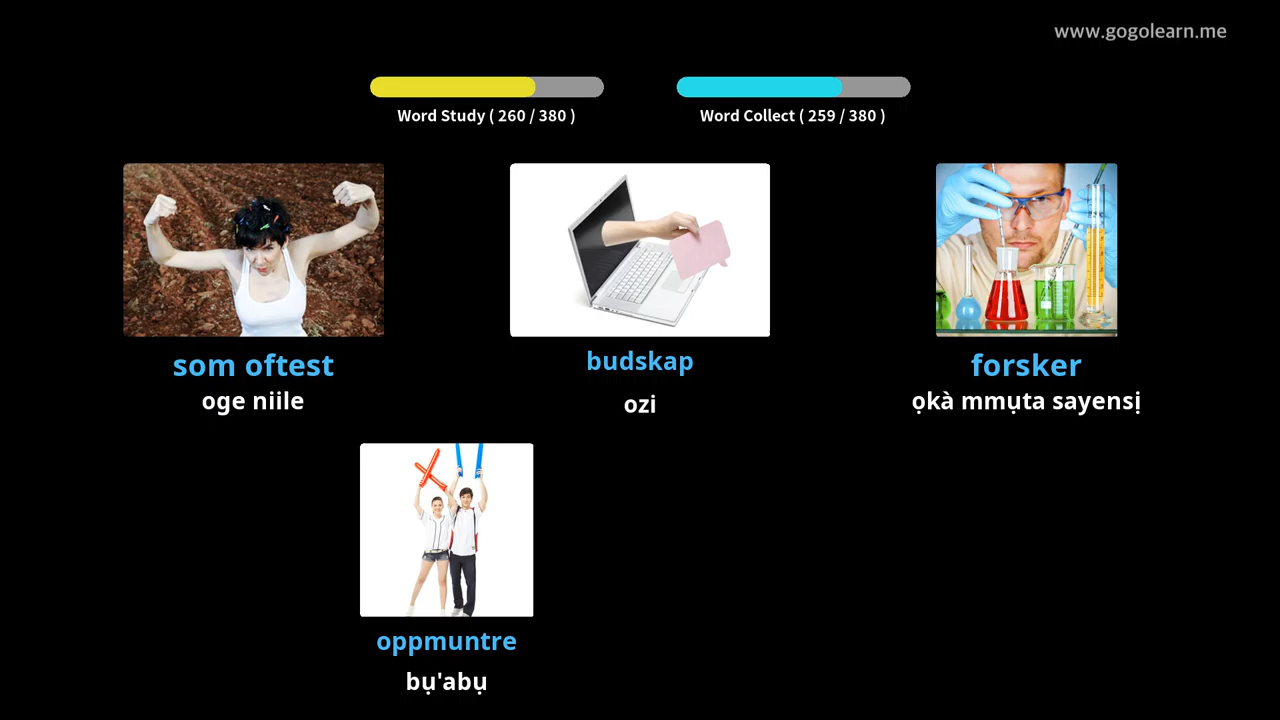 www.gogolearn.me
Word Study ( 260 / 380 )
Word Collect ( 259 / 380 )
som oftest
oge niile
budskap
ozi
forsker
ọkà mmụta sayensị
oppmuntre
bụ'abụ